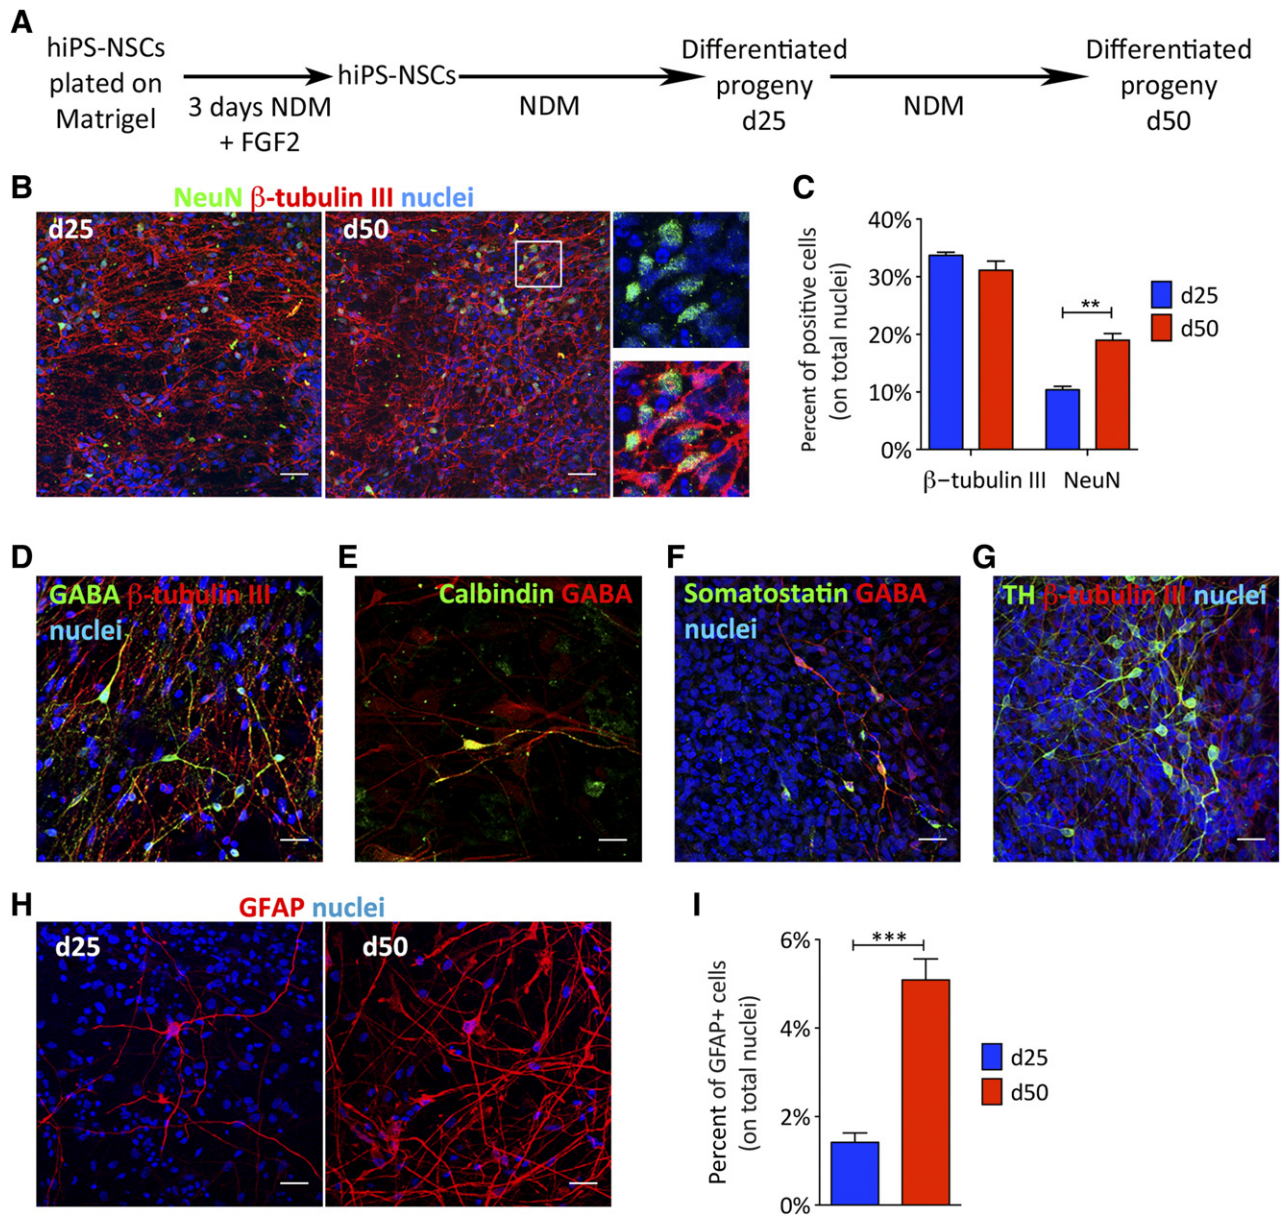 A
hiPS-NSCs
plated on
Matrigel
3 days NDM
+ FGF2
hiPS-NSCs
NDM
Differentiated
progeny
d25
NDM
Differentiated
progeny
d50
B
NeuN β-tubulin III nuclei
d25
d50
C
Percent of positive cells
(on total nuclei)
40%
30%
20%
10%
0%
**
β−tubulin III
NeuN
d25
d50
D
GABA β-tubulin III
nuclei
E
Calbindin GABA
F
Somatostatin GABA
nuclei
G
TH β-tubulin III nuclei
H
GFAP nuclei
d25
d50
I
Percent of GFAP+ cells
(on total nuclei)
6%
4%
2%
0%
***
d25
d50